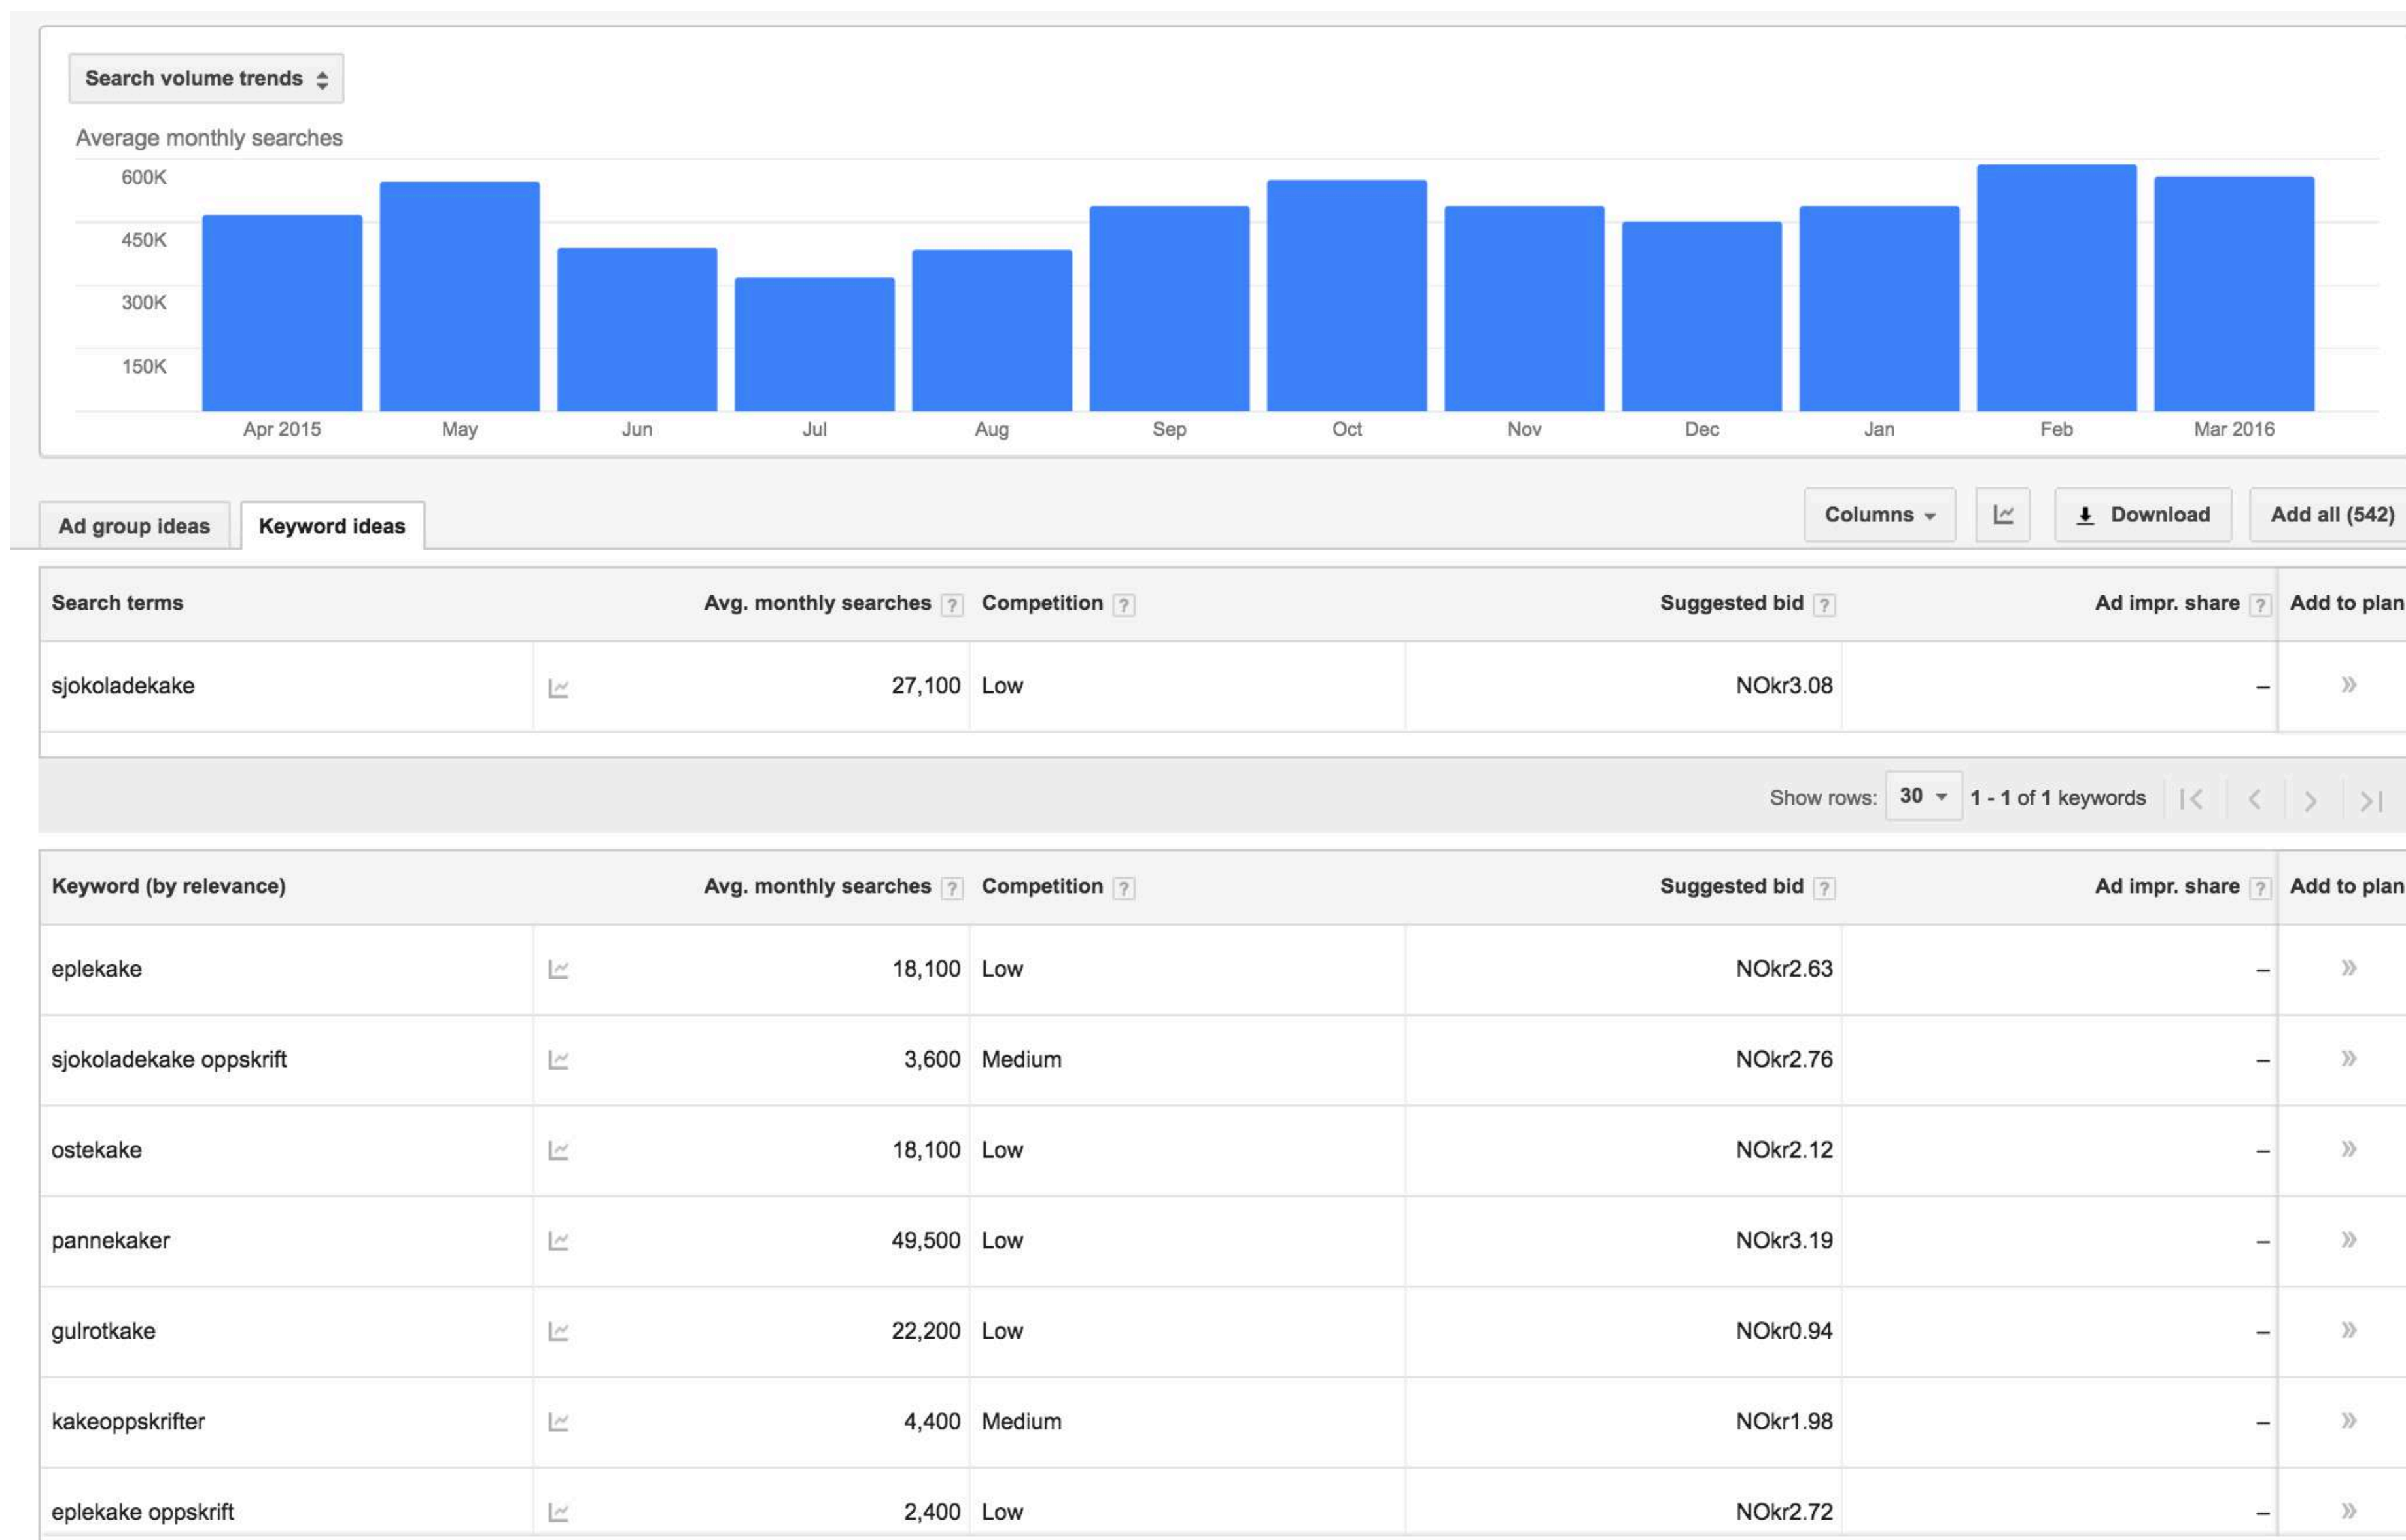 Search volume trends
Average monthly searches
600K
450K
300K
150K
Apr 2015 May Jun Jul Aug Sep Oct Nov Dec Jan Feb Mar 2016
Ad group ideas Keyword ideas Columns Download Add all (542)
Search terms Avg. monthly searches ? Competition ? Suggested bid ? Ad impr. share ? Add to plan
sjokoladekake 27,100 Low NOkr3.08 – »
Show rows: 30 1 - 1 of 1 keywords
Keyword (by relevance) Avg. monthly searches ? Competition ? Suggested bid ? Ad impr. share ? Add to plan
eplekake 18,100 Low NOkr2.63 – »
sjokoladekake oppskrift 3,600 Medium NOkr2.76 – »
ostekake 18,100 Low NOkr2.12 – »
pannekaker 49,500 Low NOkr3.19 – »
gulrotkake 22,200 Low NOkr0.94 – »
kakeoppskrifter 4,400 Medium NOkr1.98 – »
eplekake oppskrift 2,400 Low NOkr2.72 – »